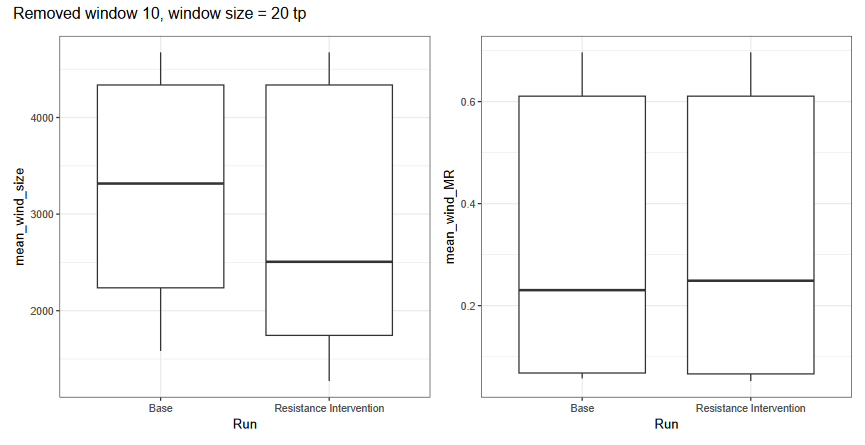 Removed window 10, window size = 20 tp
mean_wind_size
4000
3000
2000
Base
Resistance Intervention
Run
mean_wind_MR
0.6
0.4
0.2
Base
Resistance Intervention
Run